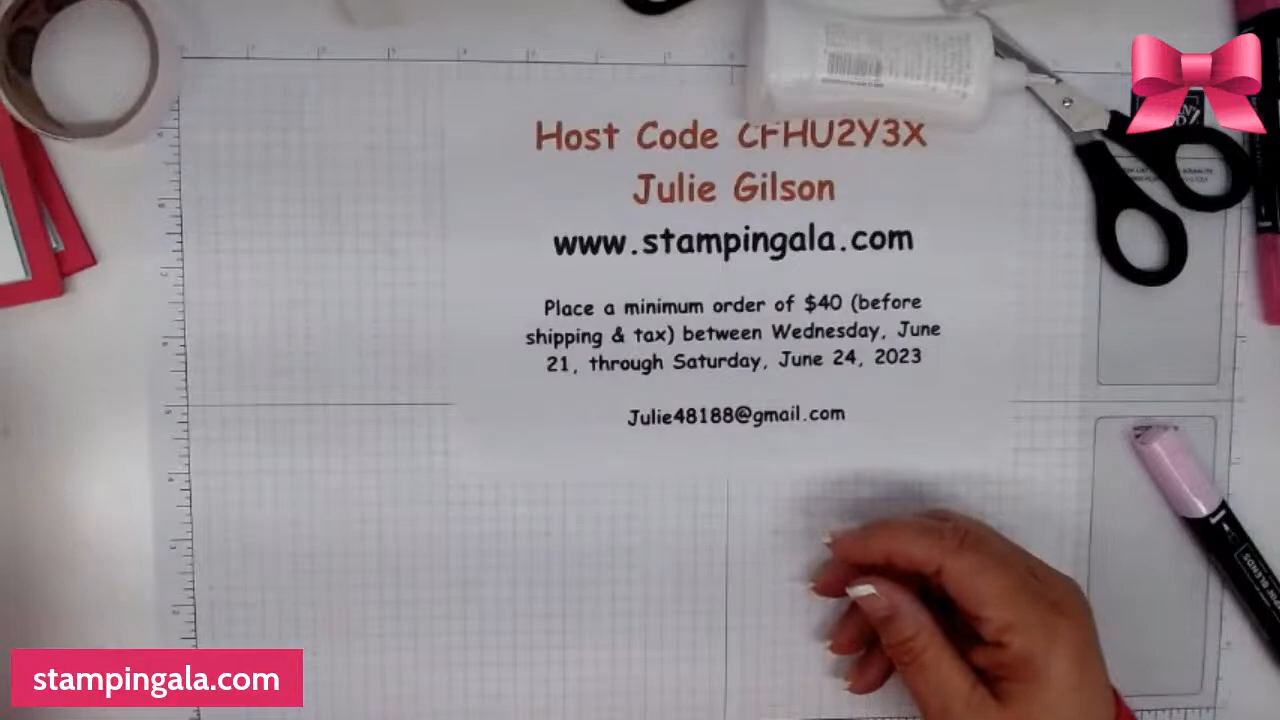 Host Code CFHU2Y3X
Julie Gilson
www.stampingala.com
Place a minimum order of $40 (before
shipping & tax) between Wednesday, June
21, through Saturday, June 24, 2023
Julie48188@gmail.com
BLENDS
stampingala.com